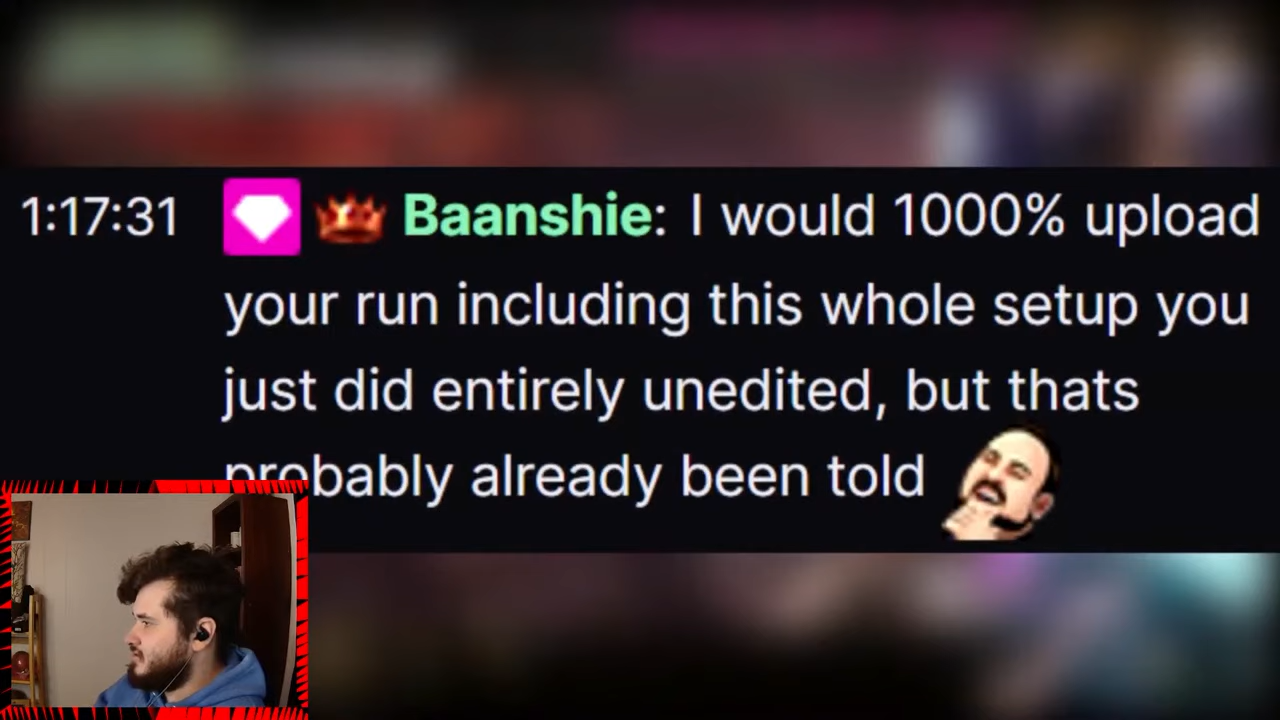 1:17:31 Baanshie: I would 1000% upload
your run including this whole setup you
just did entirely unedited, but thats
probably already been told